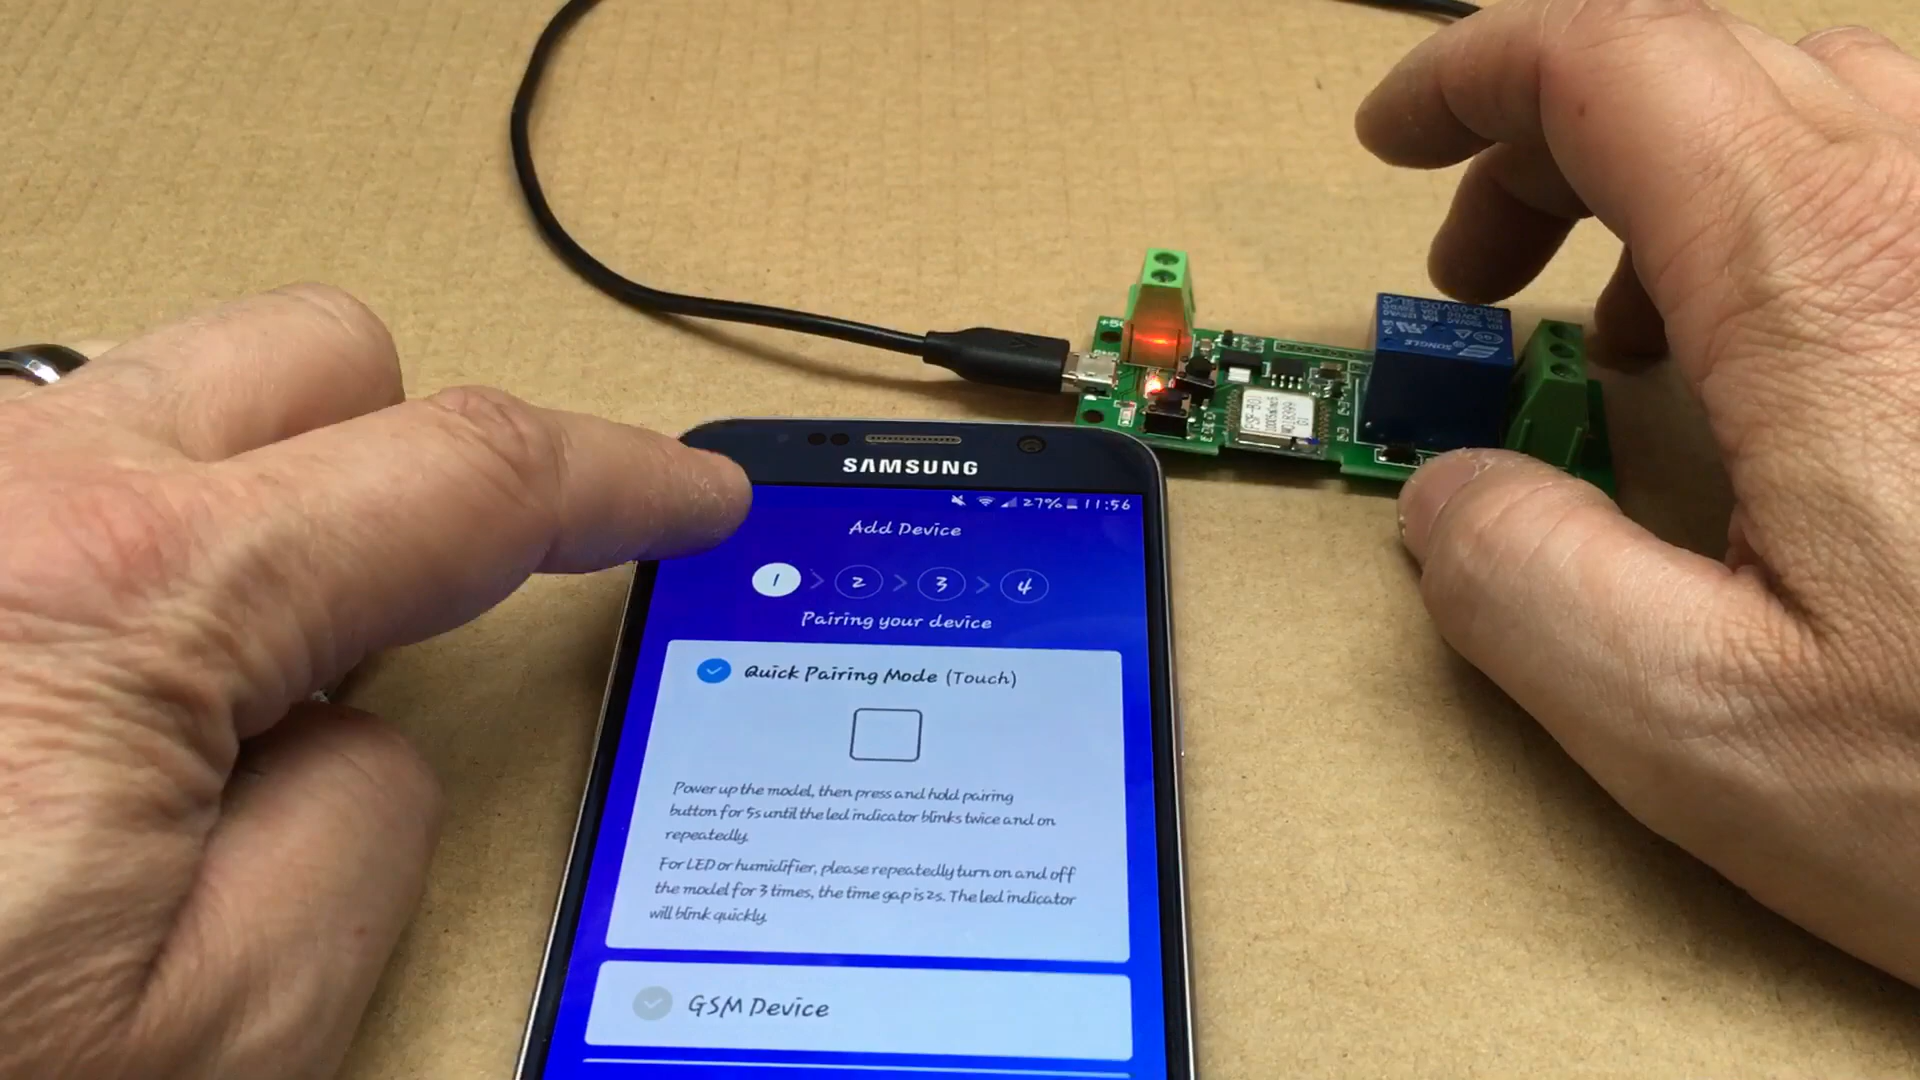 SAMSUNG
27% 11:56
Add Device
1 > 2 > 3 > 4
Pairing your device
Quick Pairing Mode (Touch)
Power up the model, then press and hold pairing
button for 5s until the led indicator blinks twice and on
repeatedly.
For LED or humidifier, please repeatedly turn on and off
the model for 3 times, the time gap is 2s. The led indicator
will blink quickly.
GSM Device
SONGLE